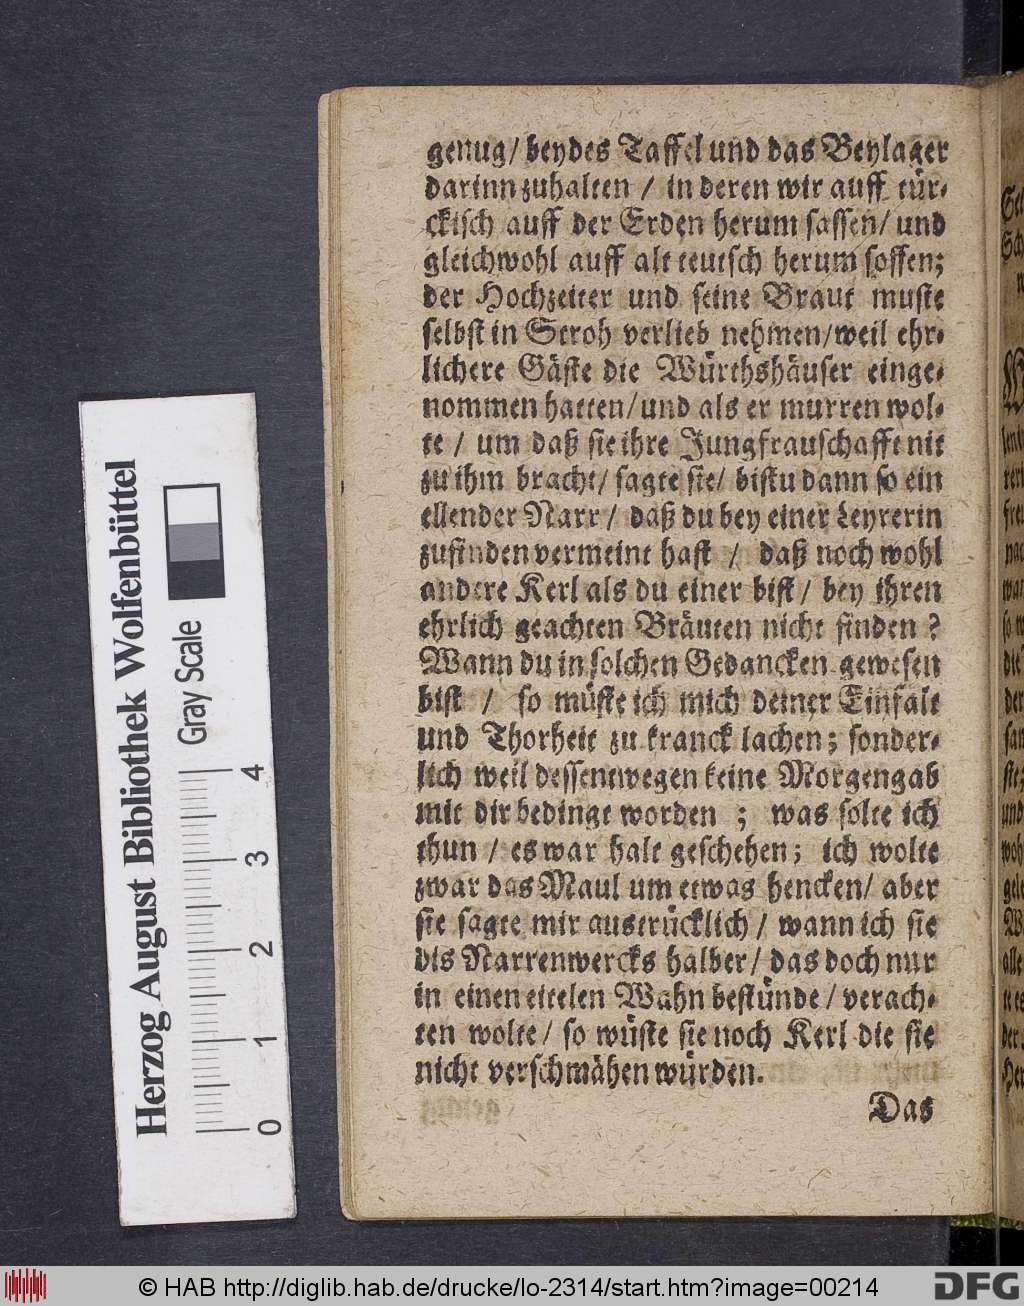 genug/ beydes Taffel und das Beylager
darinn zuhalten / in deren wir auff tür-
ckisch auff der Erden herum sassen/ und
gleichwohl auff alt teutsch herum soffen;
der Hochzeiter und seine Braut muste
selbst in Stroh verlieb nehmen/weil ehr-
lichere Gäste die Würthshäuser einge-
nommen hatten/und als er murren wol-
te / um daß sie ihre Jungfrauschafft nit
zu ihm bracht/ sagte sie/ bistu dann so ein
ellender Narr/ daß du bey einer Leyrerin
zufinden vermeint hast / daß noch wohl
andere Kerl als du einer bist/ bey ihren
ehrlich geachten Bräuten nicht finden ?
Wann du in solchen Gedancken gewesen
bist / so müste ich mich deiner Einfalt
und Thorheit zu kranck lachen; sonder-
lich weil dessentwegen keine Morgengab
mit dir bedingt worden ; was solte ich
thun / es war halt geschehen; ich wolte
zwar das Maul um etwas hencken/ aber
sie sagte mir austrücklich/ wann ich sie
dis Narrenwercks halber/ das doch nur
in einen eitelen Wahn bestünde/ verach-
ten wolte/ so wüste sie noch Kerl die sie
nicht verschmähen würden.
Das
Herzog August Bibliothek Wolfenbüttel
Gray Scale
0 1 2 3 4
© HAB http://diglib.hab.de/drucke/lo-2314/start.htm?image=00214
DFG